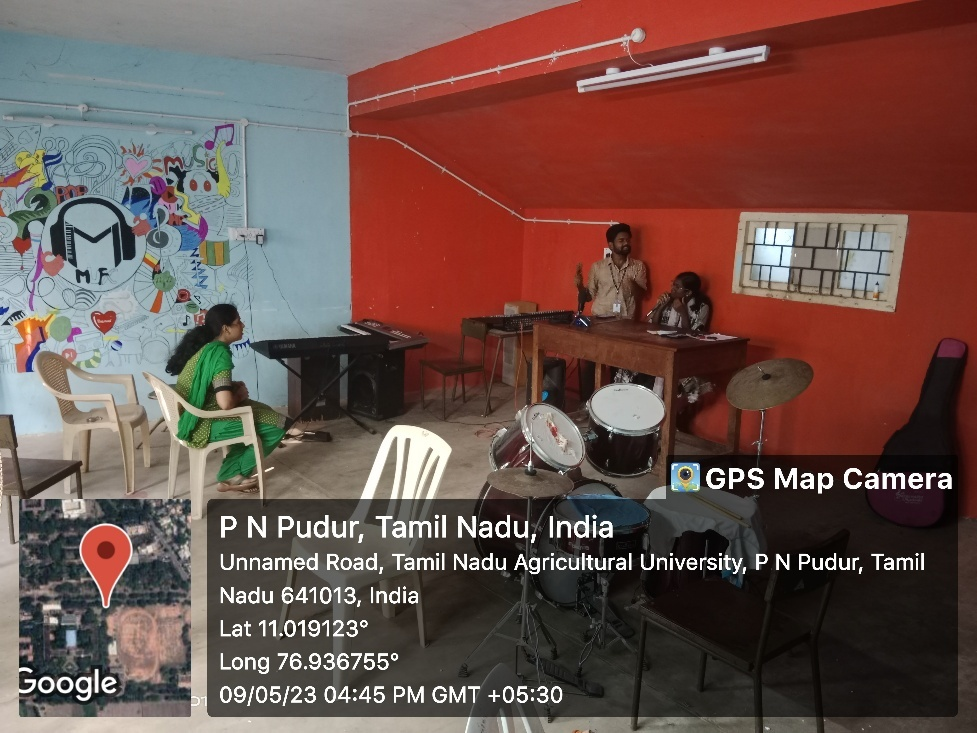 MUSIC
M
M F
GPS Map Camera
P N Pudur, Tamil Nadu, India
Unnamed Road, Tamil Nadu Agricultural University, P N Pudur, Tamil
Nadu 641013, India
Lat 11.019123°
Long 76.936755°
09/05/23 04:45 PM GMT +05:30
Google